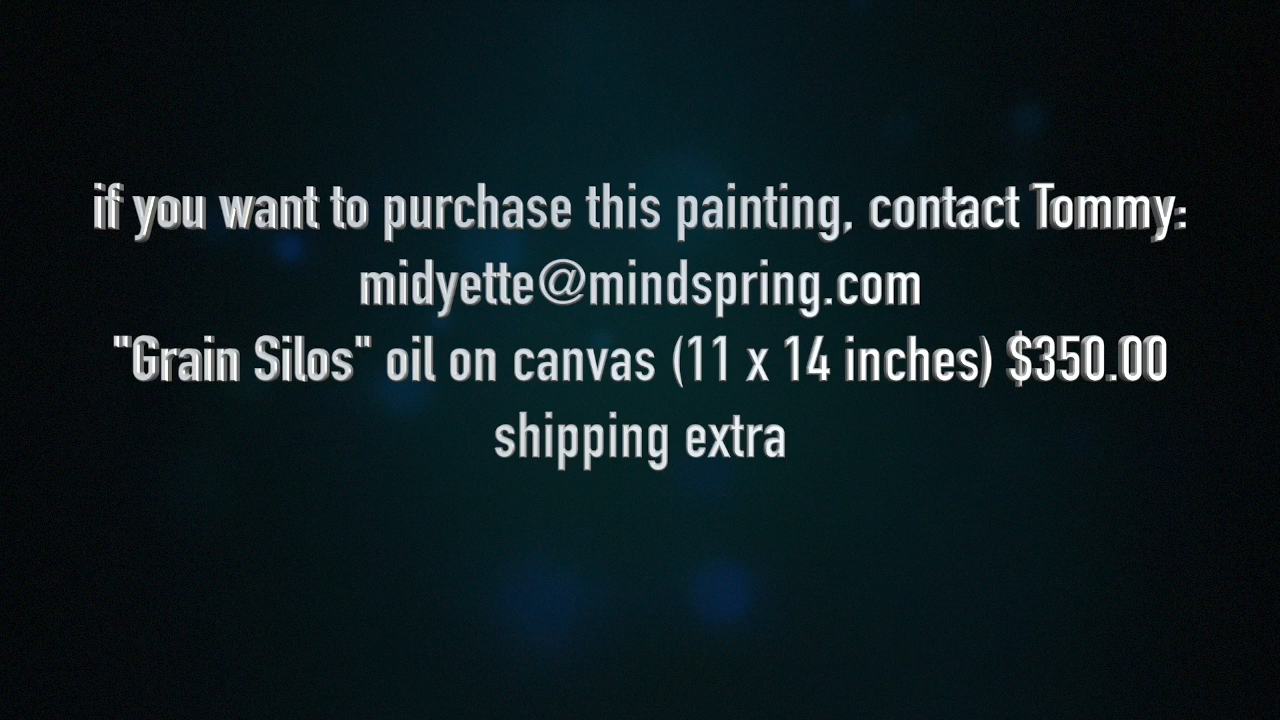 if you want to purchase this painting, contact Tommy:
midyette@mindspring.com
"Grain Silos" oil on canvas (11 x 14 inches) $350.00
shipping extra